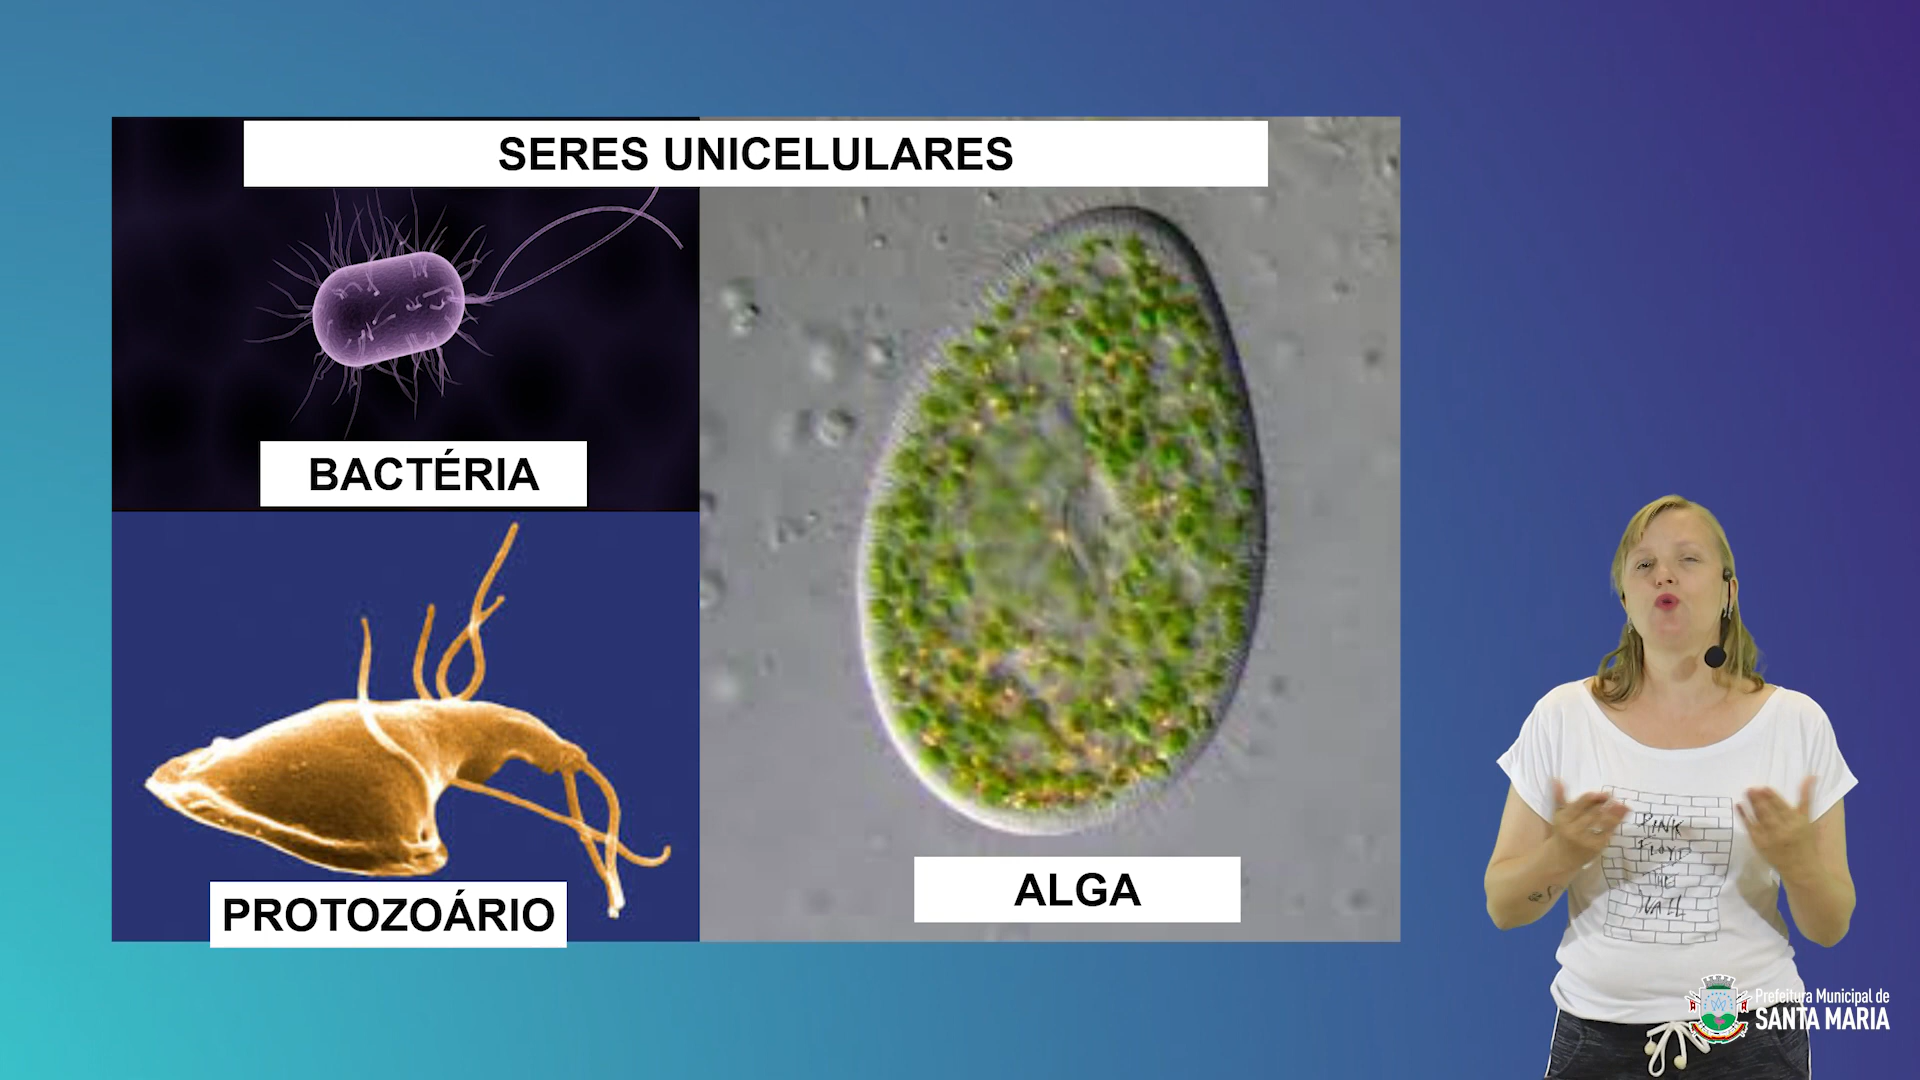 SERES UNICELULARES
BACTÉRIA
PROTOZOÁRIO
ALGA
PINK
FLOYD
THE
WALL
Prefeitura Municipal de
SANTA MARIA